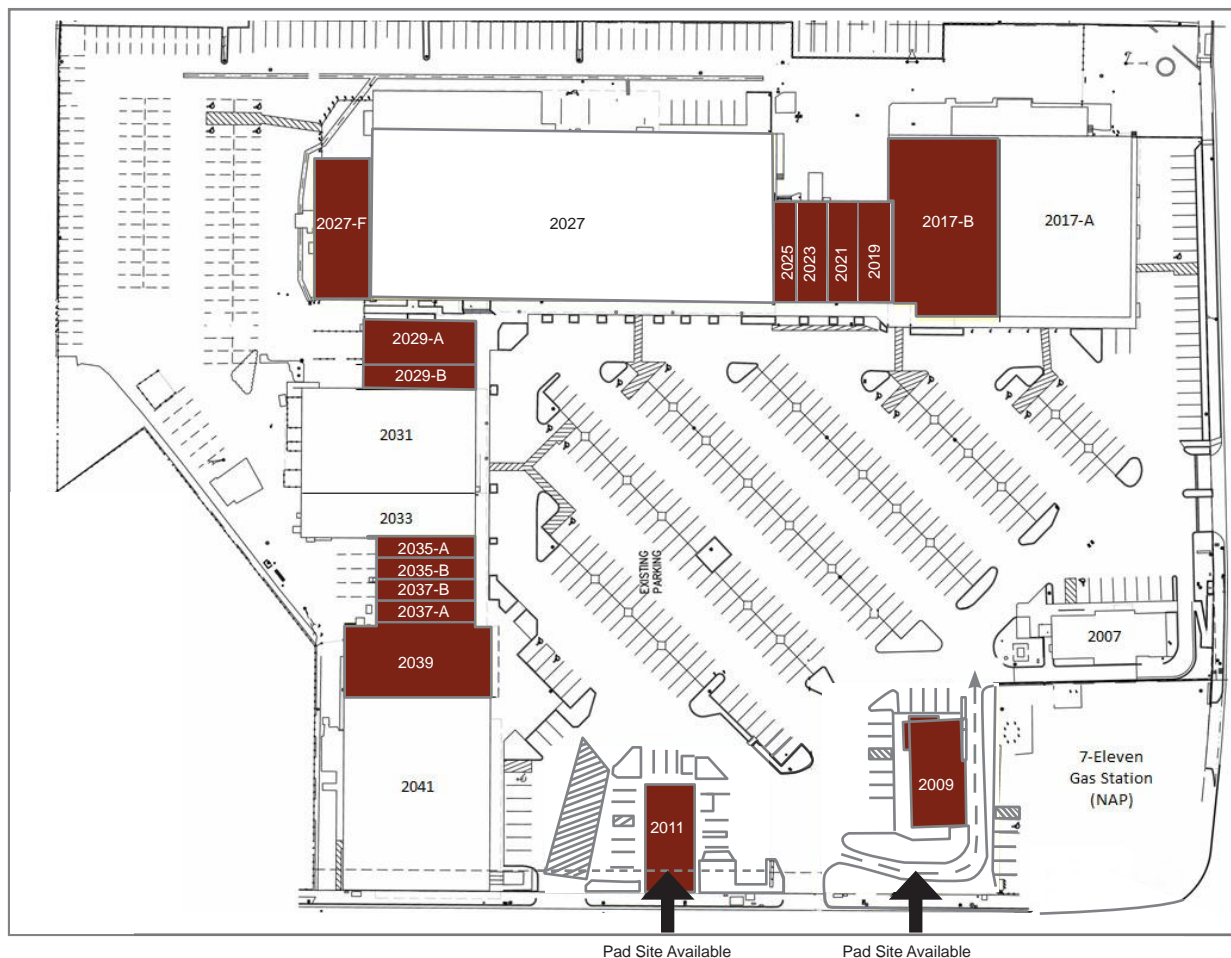 2027-F
2027
2025
2023
2021
2019
2017-B
2017-A
2029-A
2029-B
2031
2033
2035-A
2035-B
2037-B
2037-A
2039
2041
EXISTING
PARKING
2007
2009
2011
7-Eleven
Gas Station
(NAP)
Pad Site Available
Pad Site Available